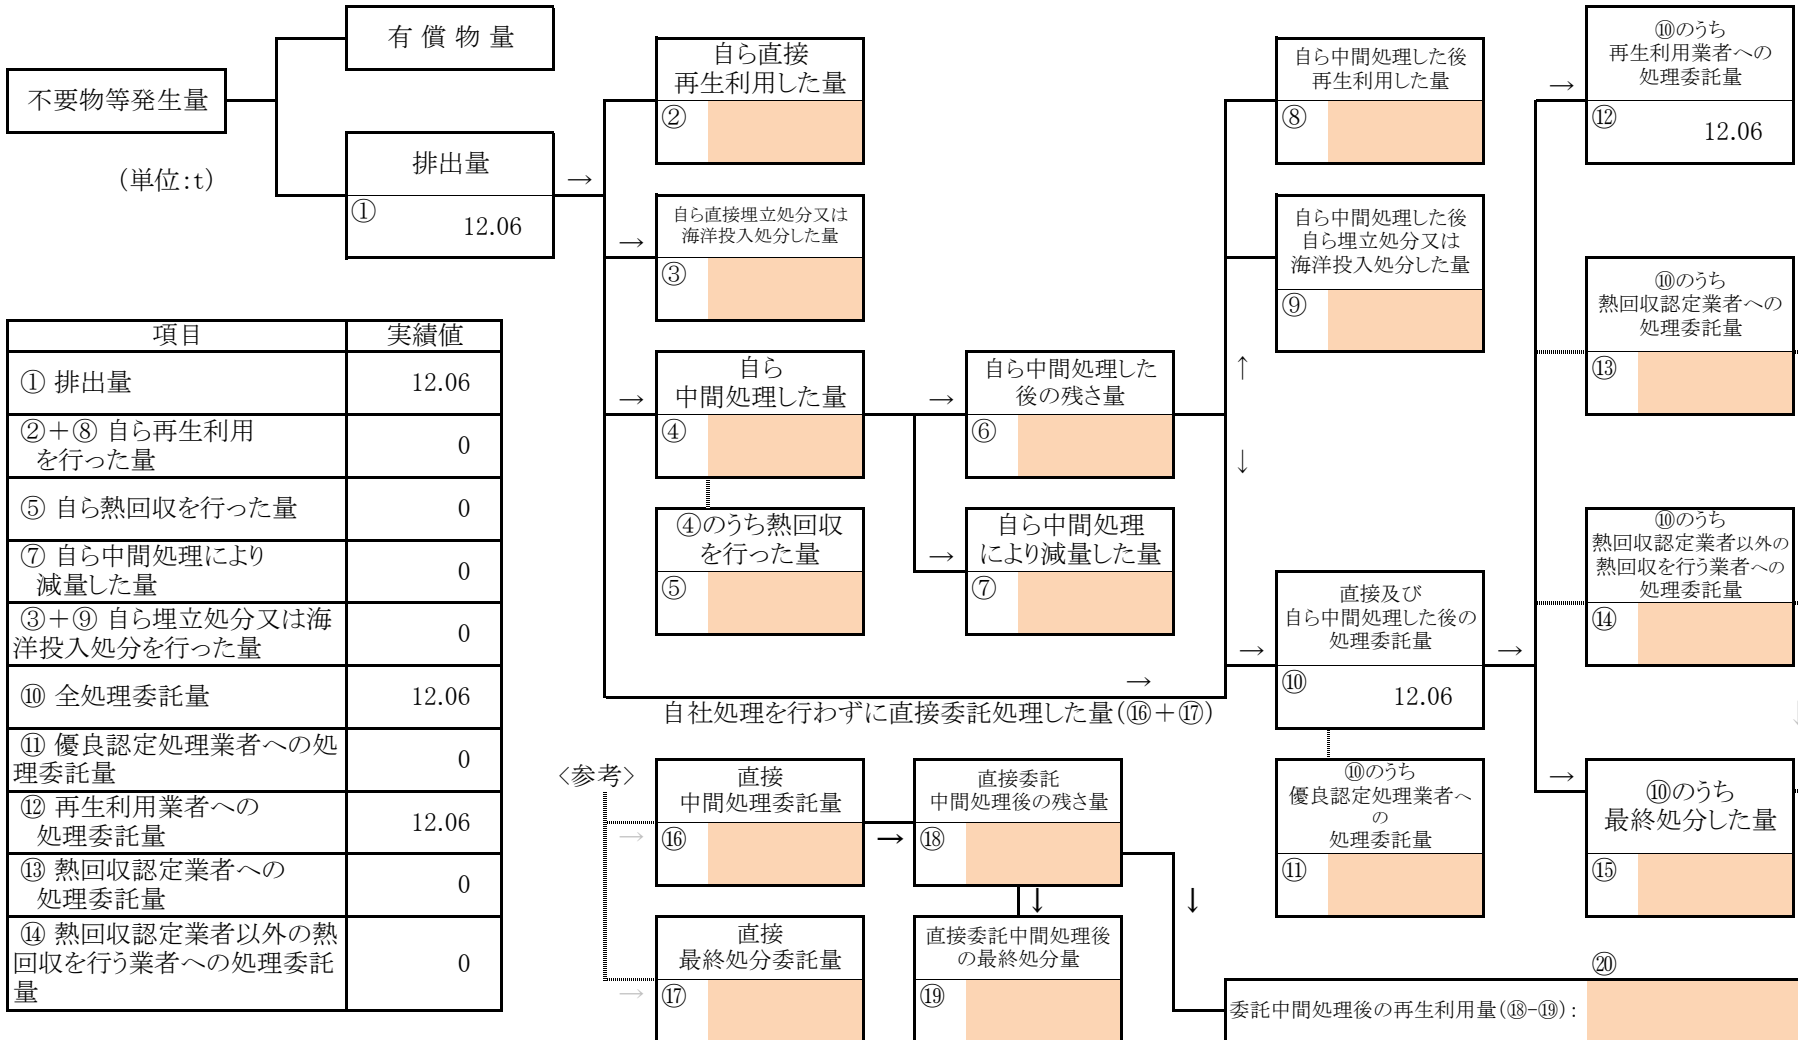 有 償 物 量
不要物等発生量
(単位:t)
排出量
→
①
12.06
自ら直接
再生利用した量
②
自ら直接埋立処分又は
海洋投入処分した量
→
③
自ら
中間処理した量
→
④
④のうち熱回収
を行った量
⑤
自ら中間処理した
後の残さ量
→
⑥
自ら中間処理
により減量した量
→
⑦
自ら中間処理した後
再生利用した量
⑧
自ら中間処理した後
自ら埋立処分又は
海洋投入処分した量
⑨
↑
↓
直接及び
自ら中間処理した後の
処理委託量
→
→
⑩
12.06
→
自社処理を行わずに直接委託処理した量(⑯+⑰)
⑩のうち
優良認定処理業者へ
の
処理委託量
⑪
⑩のうち
再生利用業者への
処理委託量
→
⑫
12.06
⑩のうち
熱回収認定業者への
処理委託量
⑬
⑩のうち
熱回収認定業者以外の
熱回収を行う業者への
処理委託量
⑭
→
⑩のうち
最終処分した量
⑮
項目 実績値
① 排出量 12.06
②+⑧ 自ら再生利用
を行った量
0
⑤ 自ら熱回収を行った量 0
⑦ 自ら中間処理により
減量した量
0
③+⑨ 自ら埋立処分又は海
洋投入処分を行った量
0
⑩ 全処理委託量 12.06
⑪ 優良認定処理業者への処
理委託量
0
⑫ 再生利用業者への
処理委託量
12.06
⑬ 熱回収認定業者への
処理委託量
0
⑭ 熱回収認定業者以外の熱
回収を行う業者への処理委託
量
0
<参考>
直接
中間処理委託量
→
⑯
→
直接委託
中間処理後の残さ量
⑱
↓
↓
直接
最終処分委託量
→
⑰
直接委託中間処理後
の最終処分量
⑲
⑳
委託中間処理後の再生利用量(⑱-⑲):